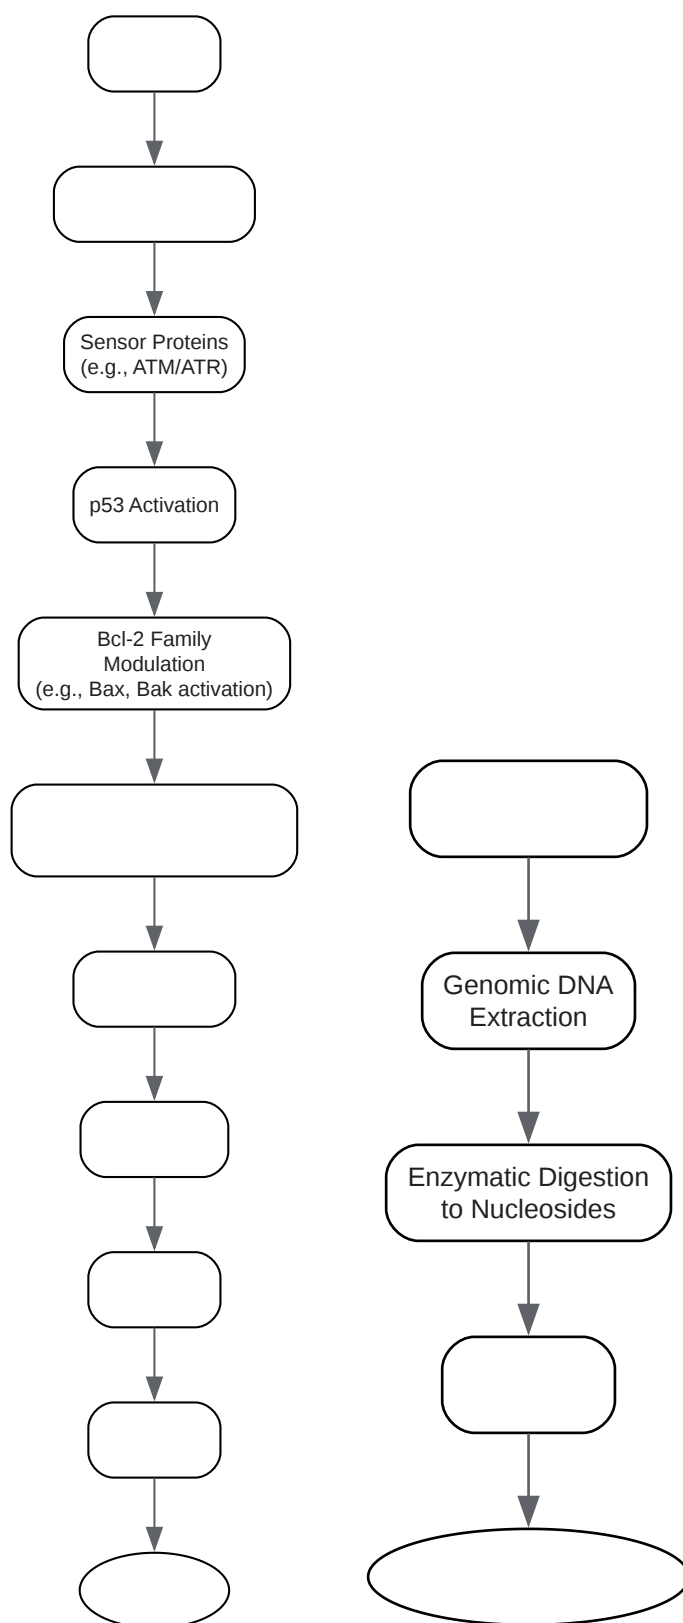 Sensor Proteins
(e.g., ATM/ATR)
p53 Activation
Bcl-2 Family
Modulation
(e.g., Bax, Bak activation)
Genomic DNA
Extraction
Enzymatic Digestion
to Nucleosides